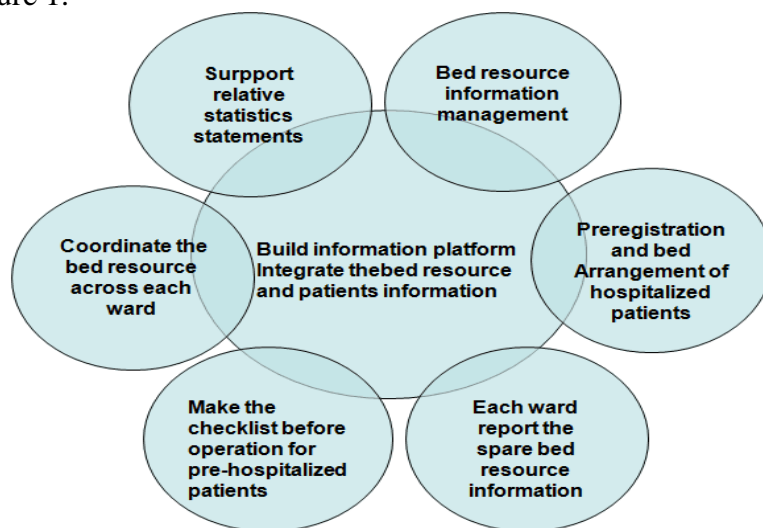 Surpport
relative
statistics
statements
Bed resource
information
management
Coordinate the
bed resource
across each
ward
Build information platform
Integrate thebed resource
and patients information
Preregistration
and bed
Arrangement of
hospitalized
patients
Make the
checklist before
operation for
pre-hospitalized
patients
Each ward
report the
spare bed
resource
information